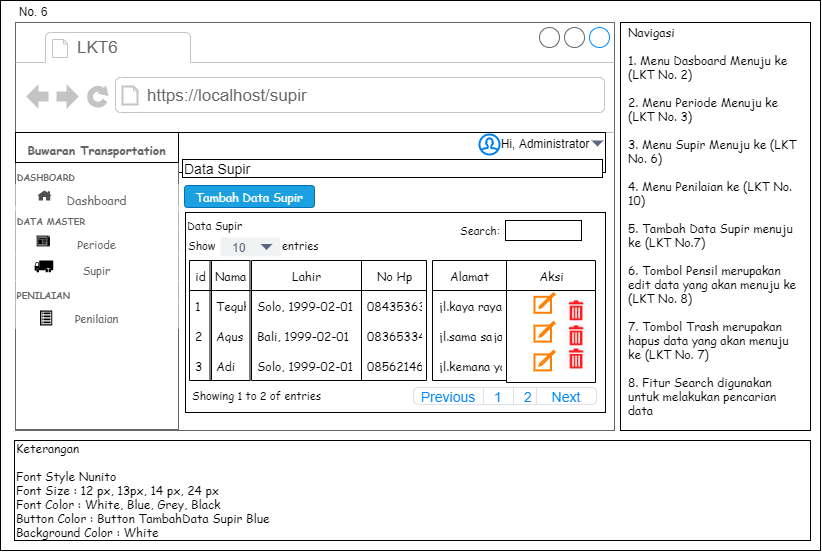 No. 6
LKT6
https://localhost/supir
Buwaran Transportation
Hi, Administrator
DASHBOARD
Dashboard
DATA MASTER
Periode
Supir
PENILAIAN
Penilaian
Data Supir
Tambah Data Supir
Data Supir
Search:
Show 10 entries
id Nama Lahir No Hp Alamat Aksi
1 Teguh Solo, 1999-02-01 08435363 jl.kaya raya
2 Agus Bali, 1999-02-01 08365334 jl.sama saja
3 Adi Solo, 1999-02-01 08562146 jl.kemana
Showing 1 to 2 of entries
Previous 1 2 Next
Navigasi
1. Menu Dasboard Menuju ke
(LKT No. 2)
2. Menu Periode Menuju ke
(LKT No. 3)
3. Menu Supir Menuju ke (LKT
No. 6)
4. Menu Penilaian ke (LKT No.
10)
5. Tambah Data Supir menuju
ke (LKT No.7)
6. Tombol Pensil merupakan
edit data yang akan menuju ke
(LKT No. 8)
7. Tombol Trash merupakan
hapus data yang akan menuju
ke (LKT No. 7)
8. Fitur Search digunakan
untuk melakukan pencarian
data
Keterangan
Font Style Nunito
Font Size : 12 px, 13px, 14 px, 24 px
Font Color : White, Blue, Grey, Black
Button Color : Button TambahData Supir Blue
Background Color : White